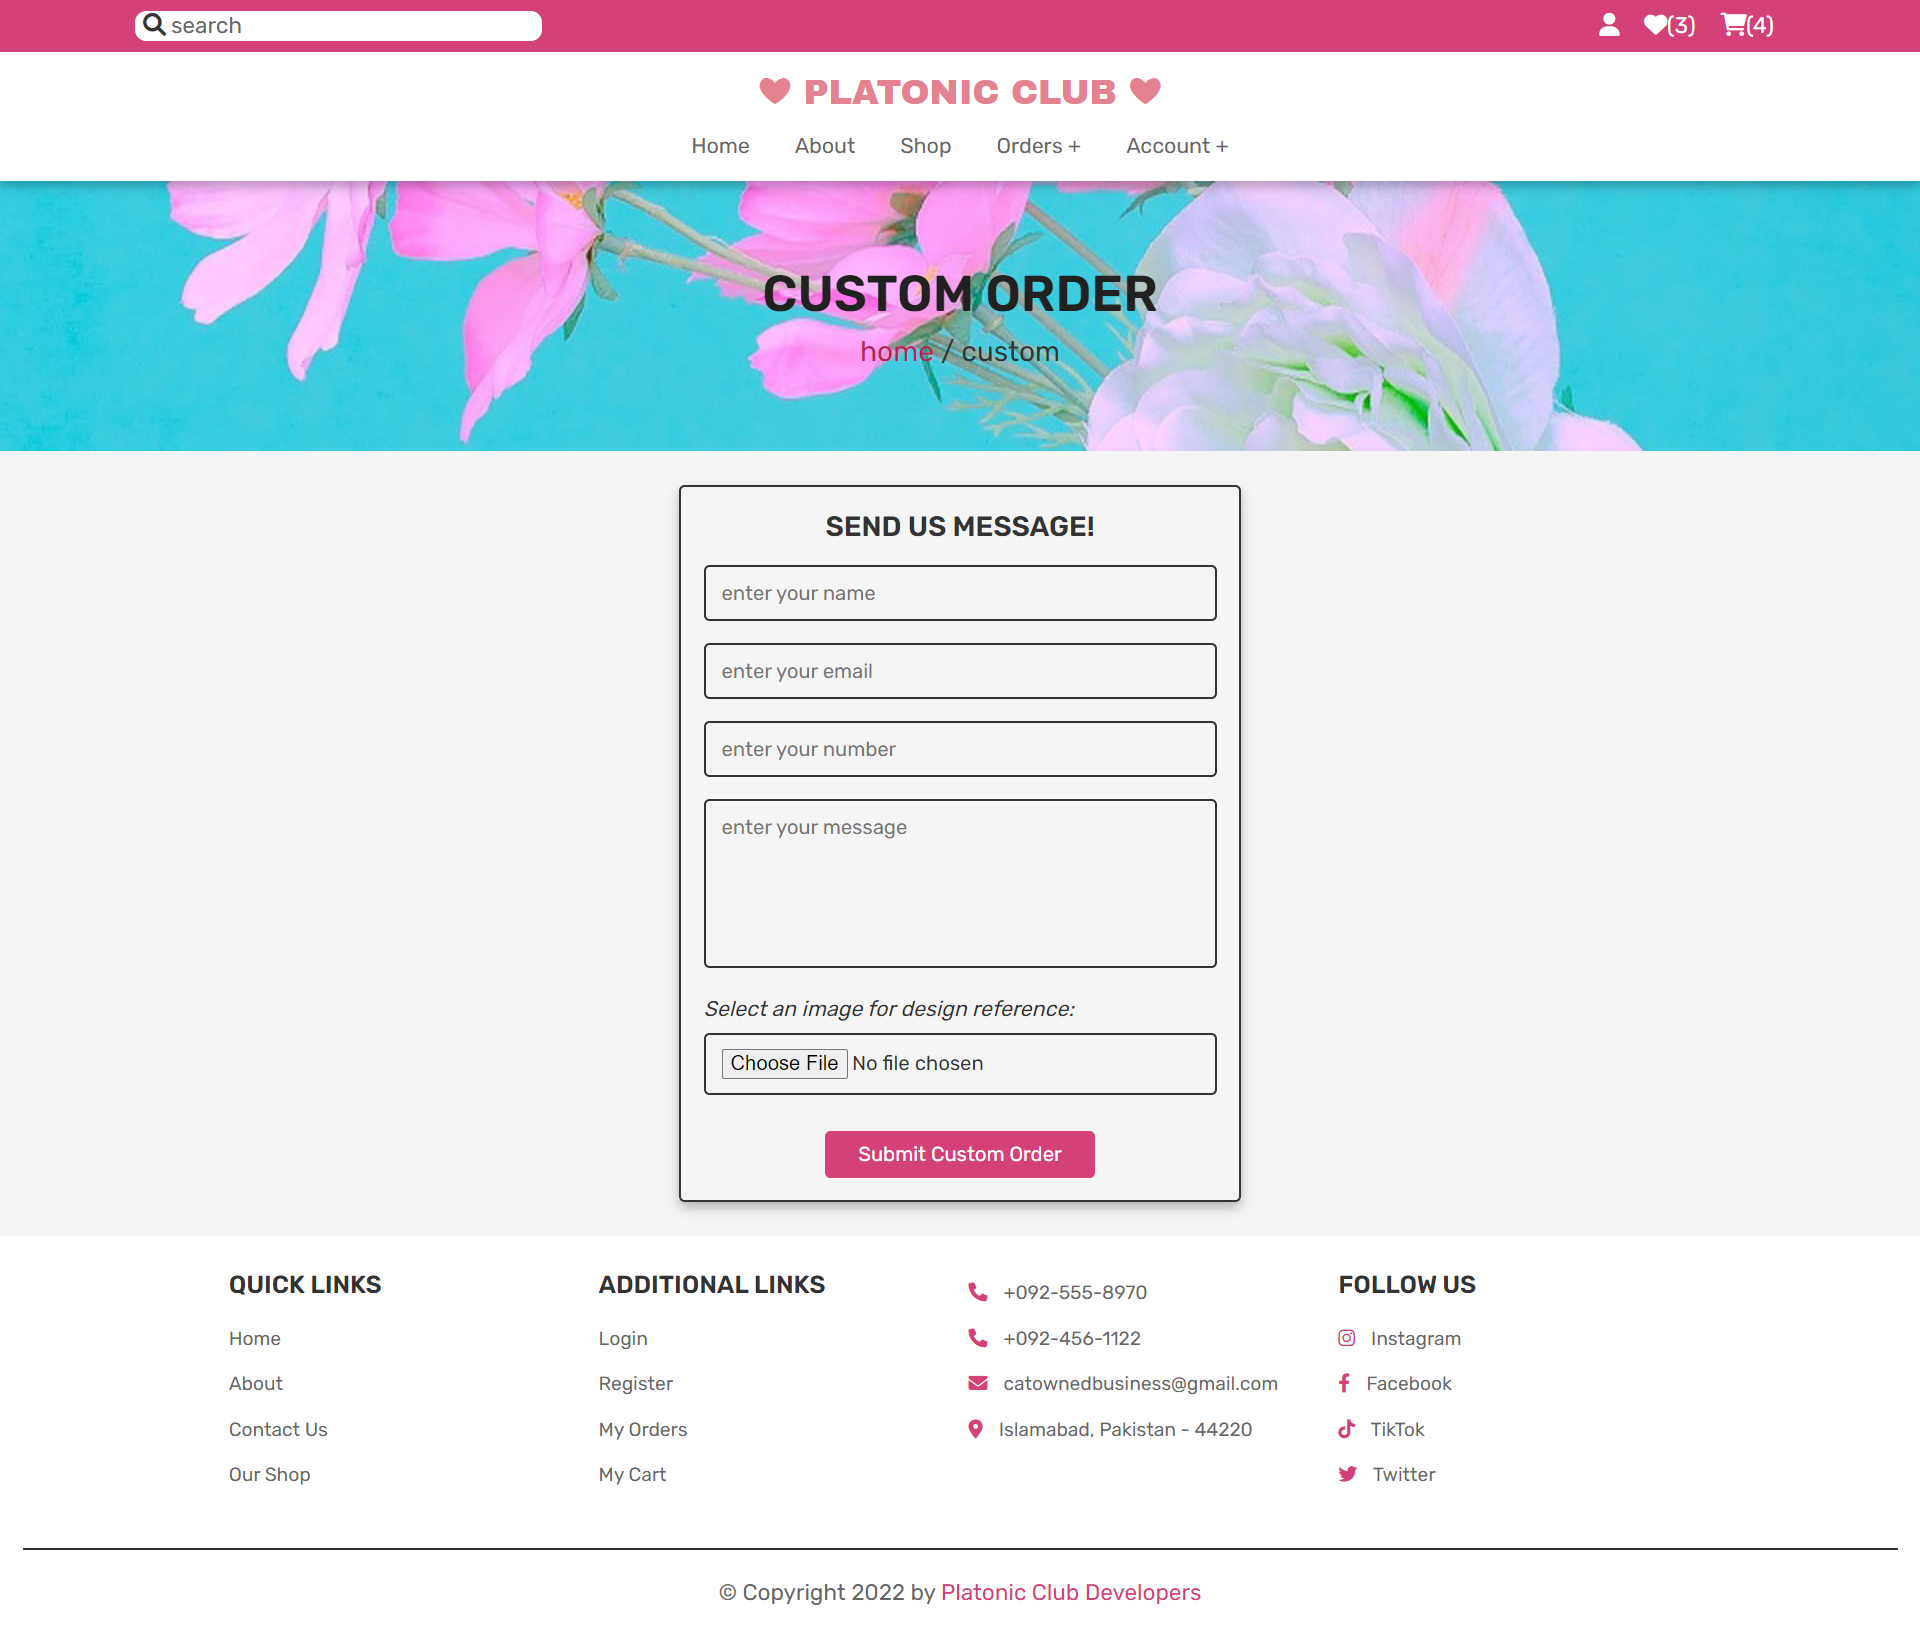 search
(3)
(4)
PLATONIC CLUB
Home About Shop Orders + Account +
CUSTOM ORDER
home / custom
SEND US MESSAGE!
enter your name
enter your email
enter your number
enter your message
Select an image for design reference:
Choose File No file chosen
Submit Custom Order
QUICK LINKS
Home
About
Contact Us
Our Shop
ADDITIONAL LINKS
Login
Register
My Orders
My Cart
+092-555-8970
+092-456-1122
catownedbusiness@gmail.com
Islamabad, Pakistan - 44220
FOLLOW US
Instagram
Facebook
TikTok
Twitter
© Copyright 2022 by Platonic Club Developers